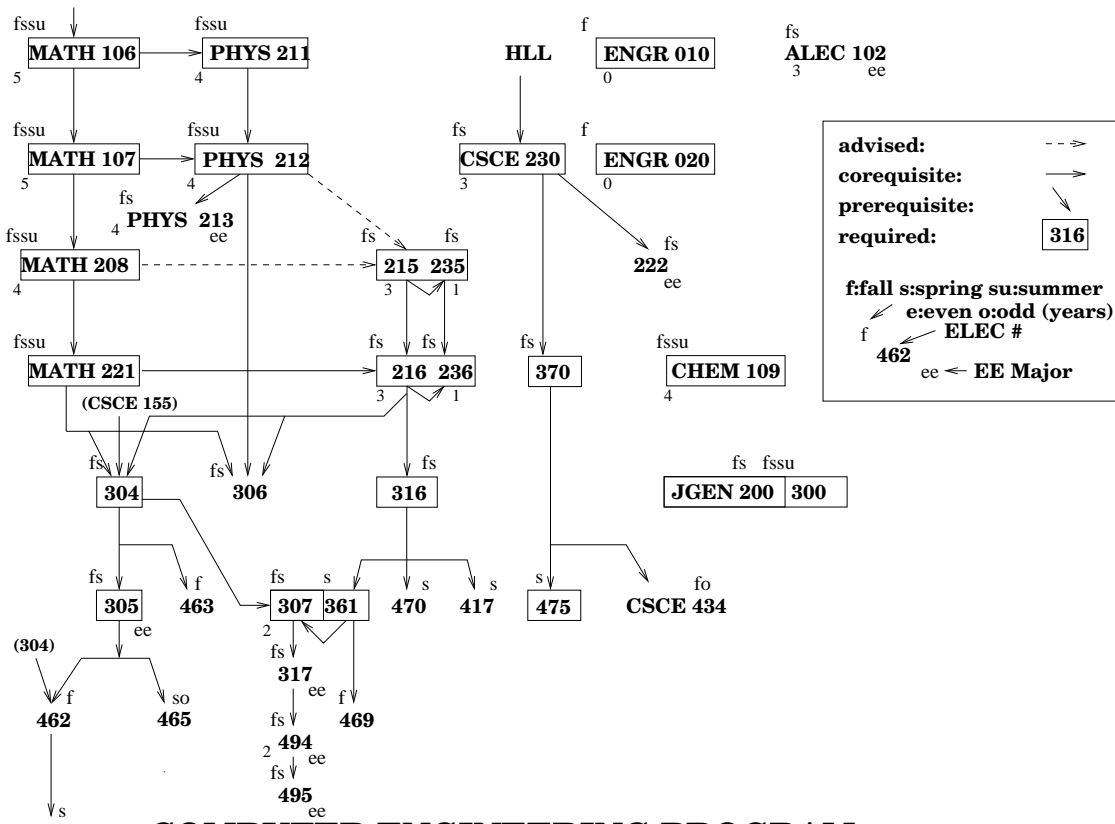 fssu fssu f fs
MATH 106 PHYS 211 HLL ENGR 010 ALEC 102
5 4 0 3 ee
fssu fssu fs f
MATH 107 PHYS 212 CSCE 230 ENGR 020
5 4 3 0
fs
4 PHYS 213
ee
fssu fs fs fs
MATH 208 215 235 222
4 3 1 ee
fssu fs fs fs fssu
MATH 221 216 236 370 CHEM 109
3 1 4
(CSCE 155)
fs fs fs fs fssu
304 306 316 JGEN 200 300
fs f fs s s s s fo
305 463 307 361 470 417 475 CSCE 434
ee 2
(304) fs
317
ee
f so f
462 465 469
fs
494
2 ee
fs
495
s ee
advised:
corequisite:
prerequisite:
required: 316
f:fall s:spring su:summer
e:even o:odd (years)
f ELEC #
462
ee EE Major
COMPUTER ENGINEERING PROGRAM